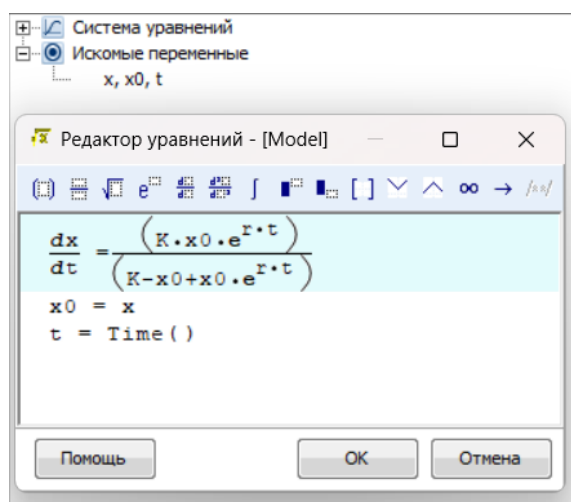 Система уравнений
Искомые переменные
x, x0, t
Редактор уравнений - [Model]
dx/dt = (K·x0·e^(r·t))/(K-x0+x0·e^(r·t))
x0 = x
t = Time()
Помощь
OK
Отмена